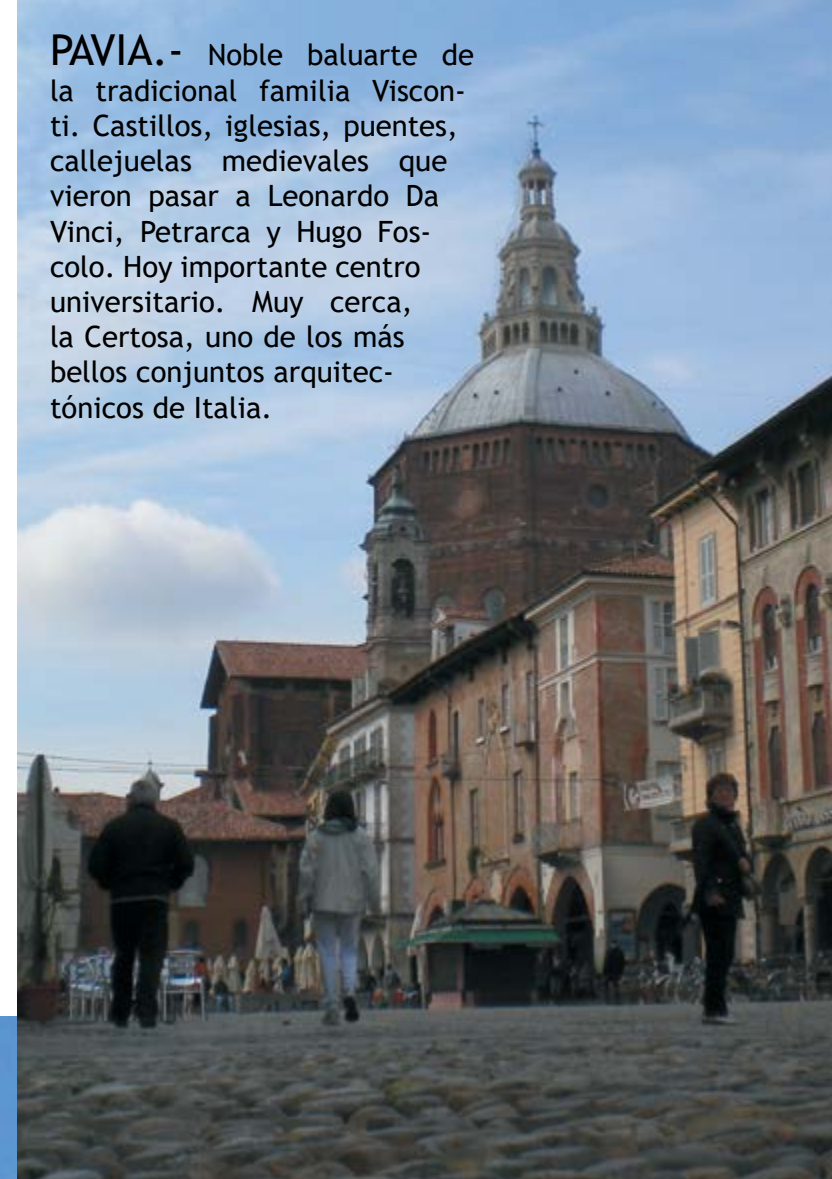 PAVIA.- Noble baluarte de
la tradicional familia Viscon-
ti. Castillos, iglesias, puentes,
callejuelas medievales que
vieron pasar a Leonardo Da
Vinci, Petrarca y Hugo Fos-
colo. Hoy importante centro
universitario. Muy cerca,
la Certosa, uno de los más
bellos conjuntos arquitec-
tónicos de Italia.